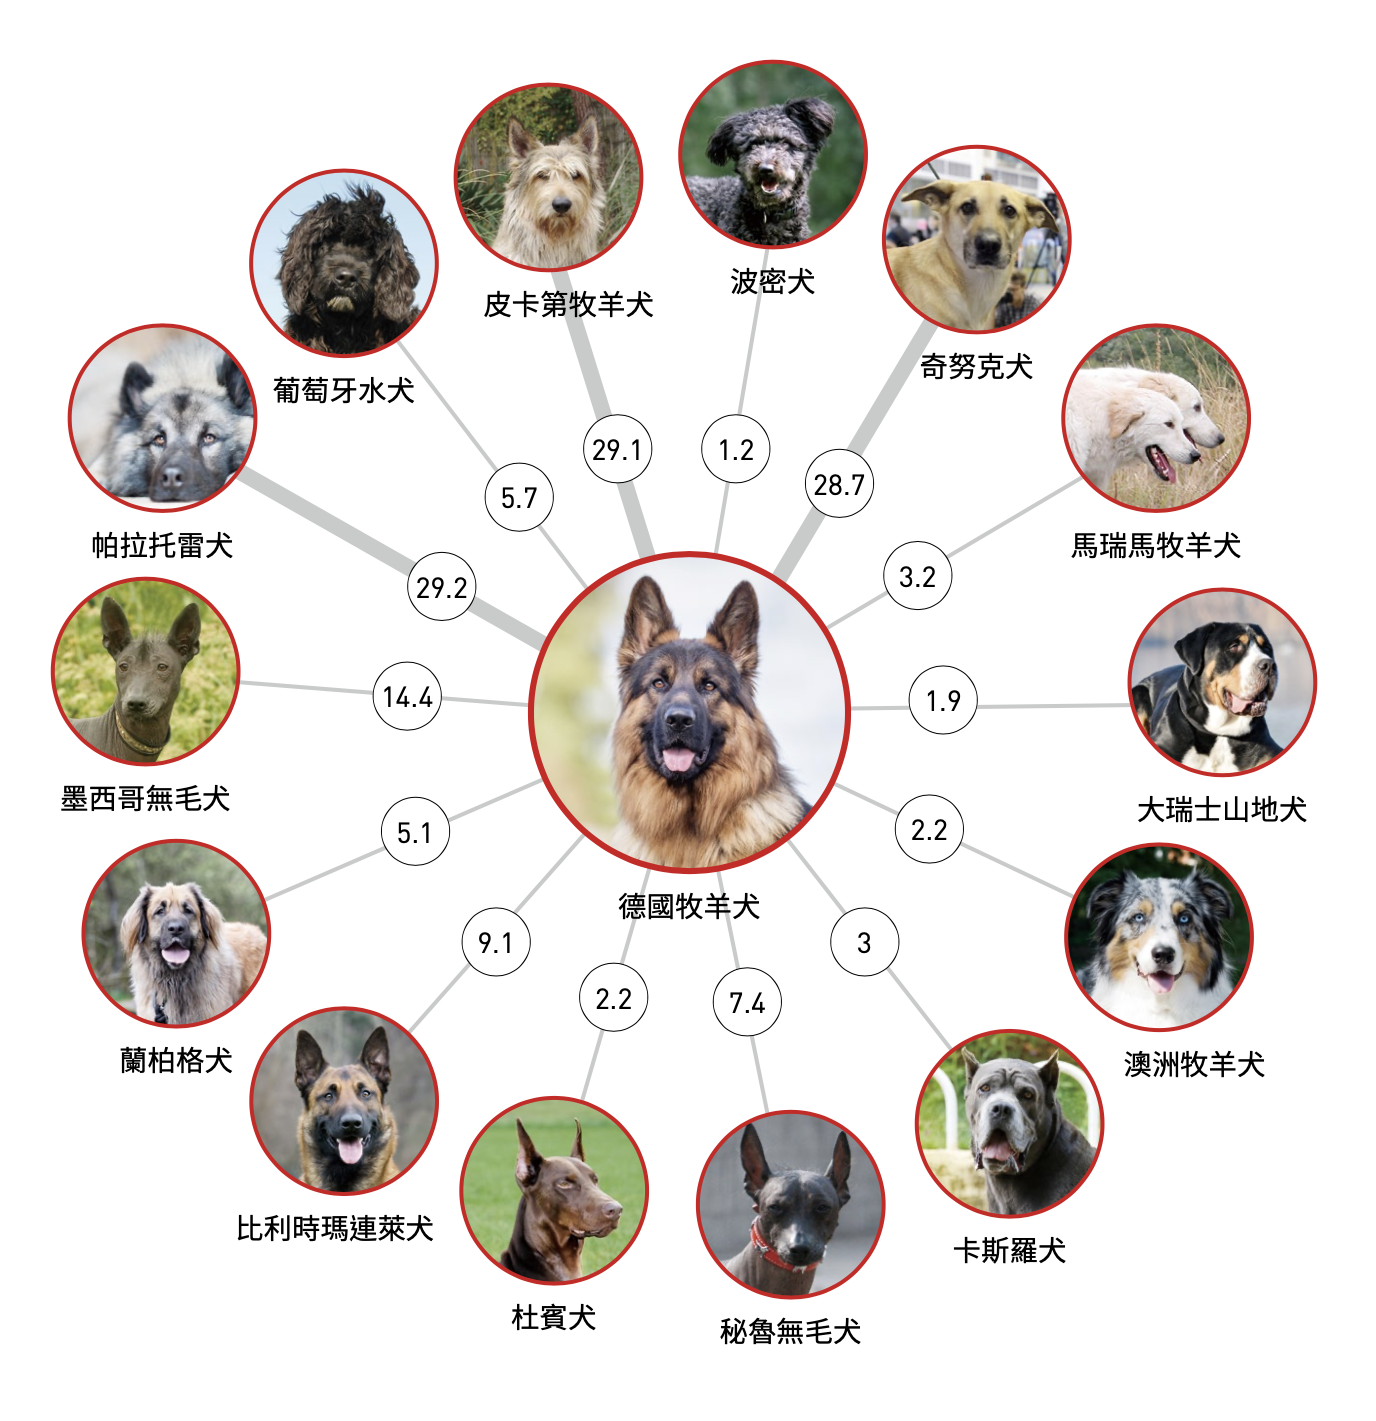 波密犬
皮卡第牧羊犬
奇努克犬
葡萄牙水犬
29.1
1.2
28.7
5.7
帕拉托雷犬
馬瑞馬牧羊犬
29.2
3.2
14.4
1.9
墨西哥無毛犬
大瑞士山地犬
5.1
2.2
德國牧羊犬
9.1
3
2.2
7.4
蘭柏格犬
澳洲牧羊犬
比利時瑪連萊犬
卡斯羅犬
杜賓犬
秘魯無毛犬